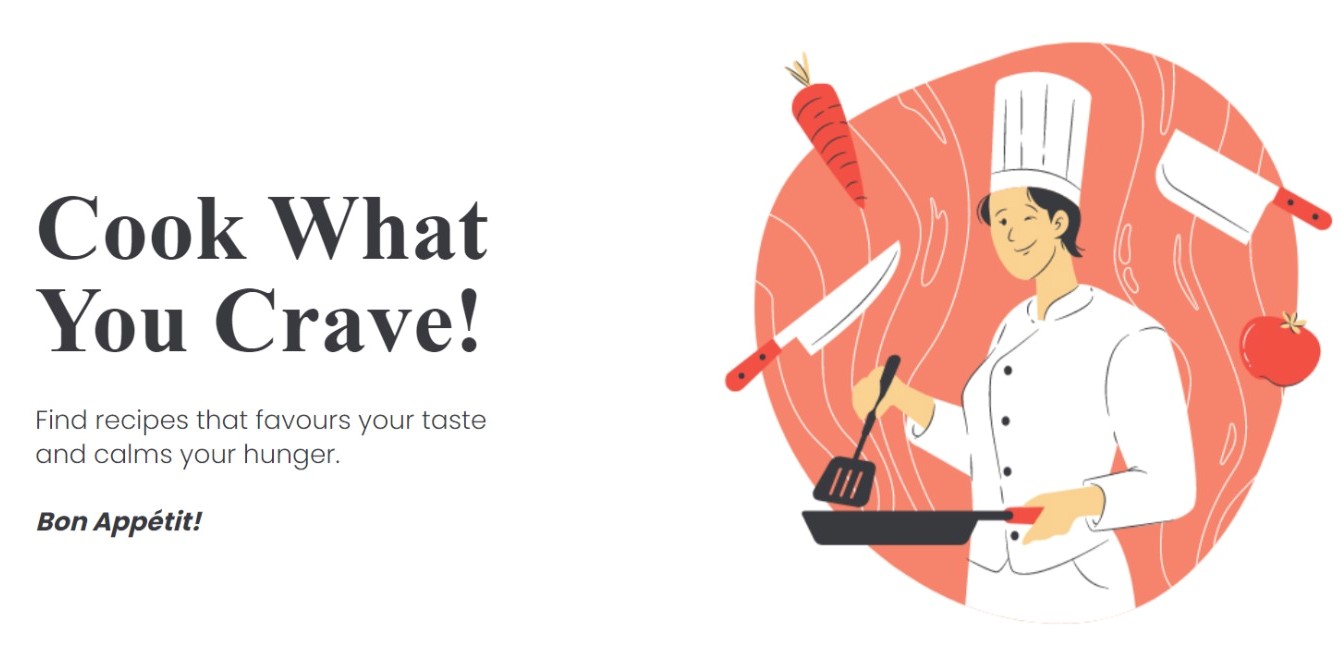 Cook What
You Crave!
Find recipes that favours your taste
and calms your hunger.
Bon Appétit!